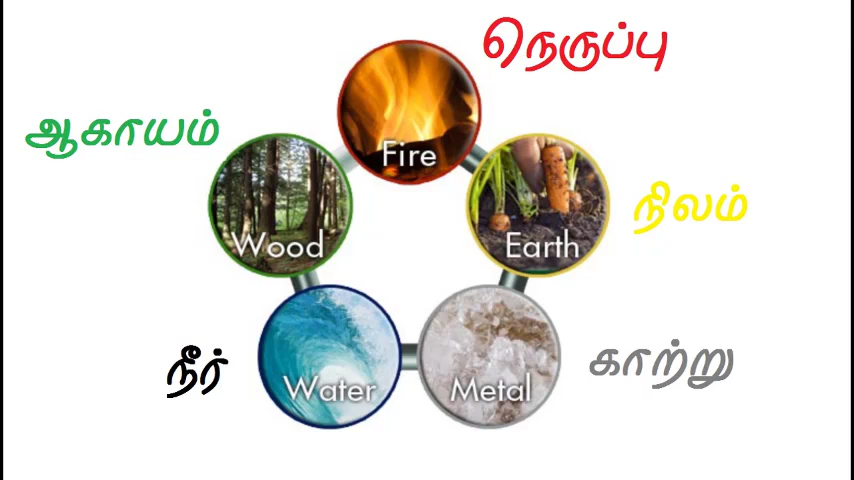 நெருப்பு
ஆகாயம்
Fire
நிலம்
Wood
Earth
நீர்
காற்று
Water
Metal